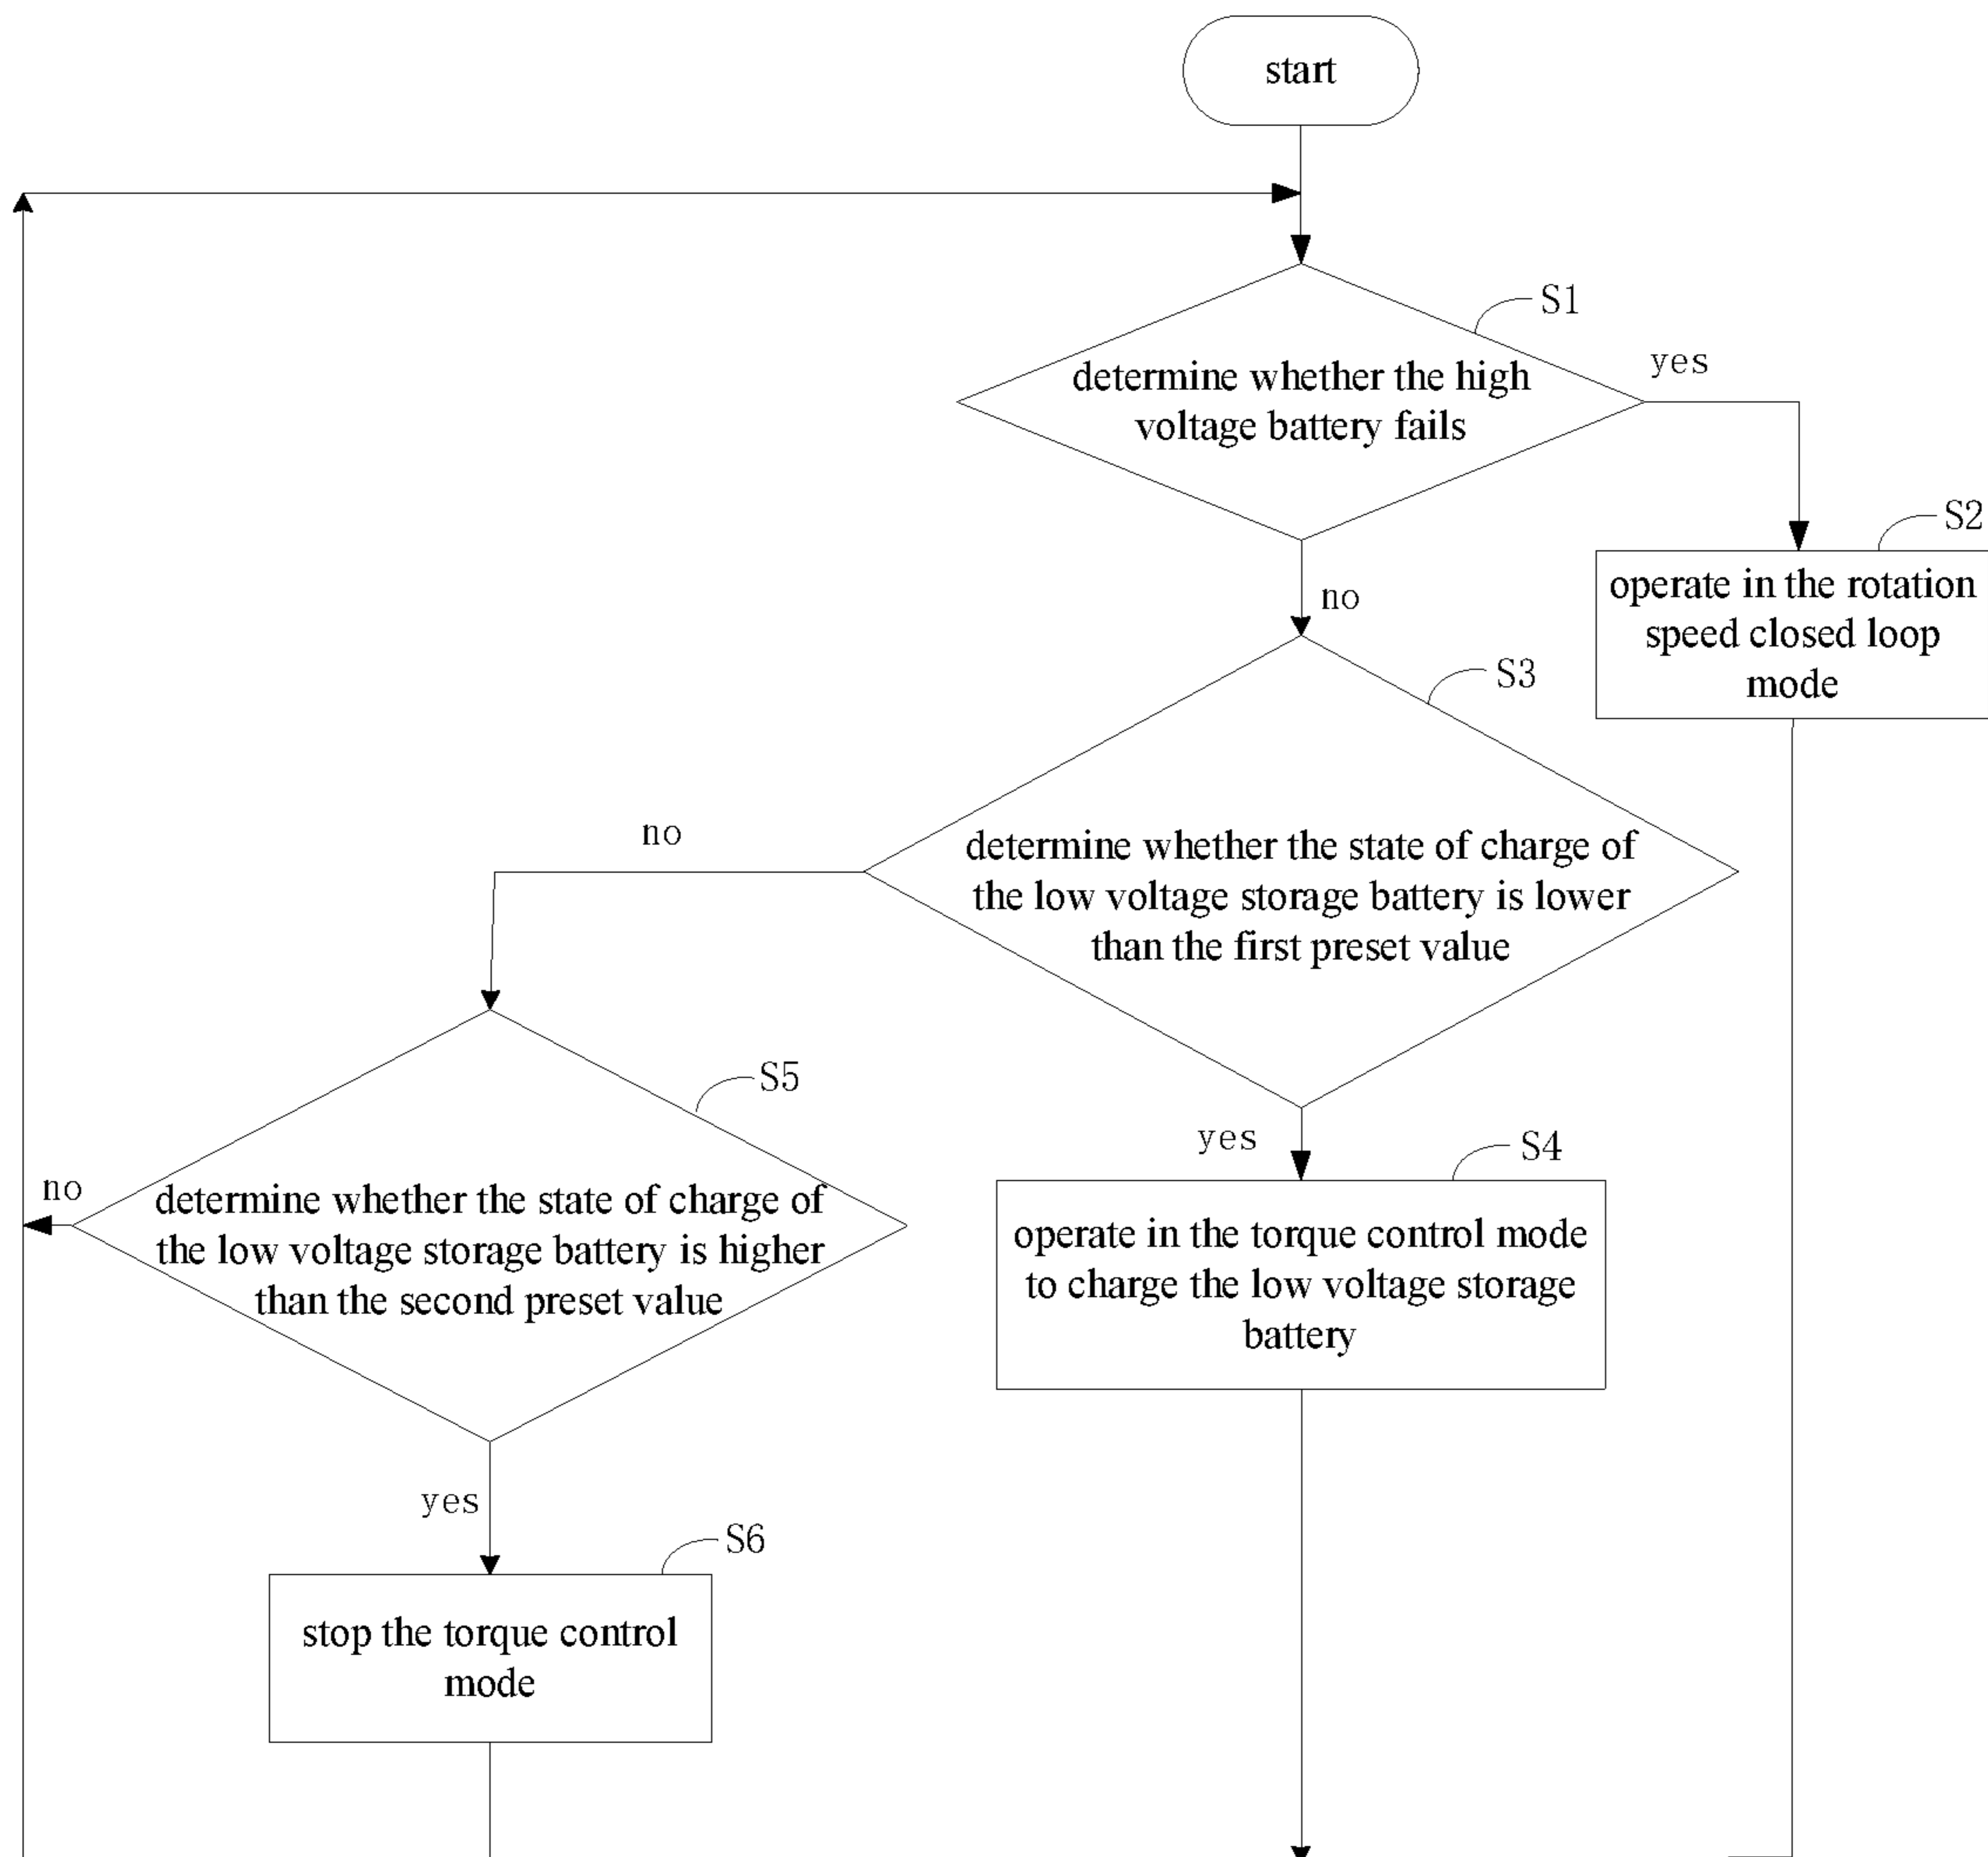 start
S1
determine whether the high
voltage battery fails
yes
S2
operate in the rotation
speed closed loop
mode
no
S3
determine whether the state of charge of
the low voltage storage battery is lower
than the first preset value
no
S5
determine whether the state of charge of
the low voltage storage battery is higher
than the second preset value
no
yes
S4
operate in the torque control mode
to charge the low voltage storage
battery
yes
S6
stop the torque control
mode